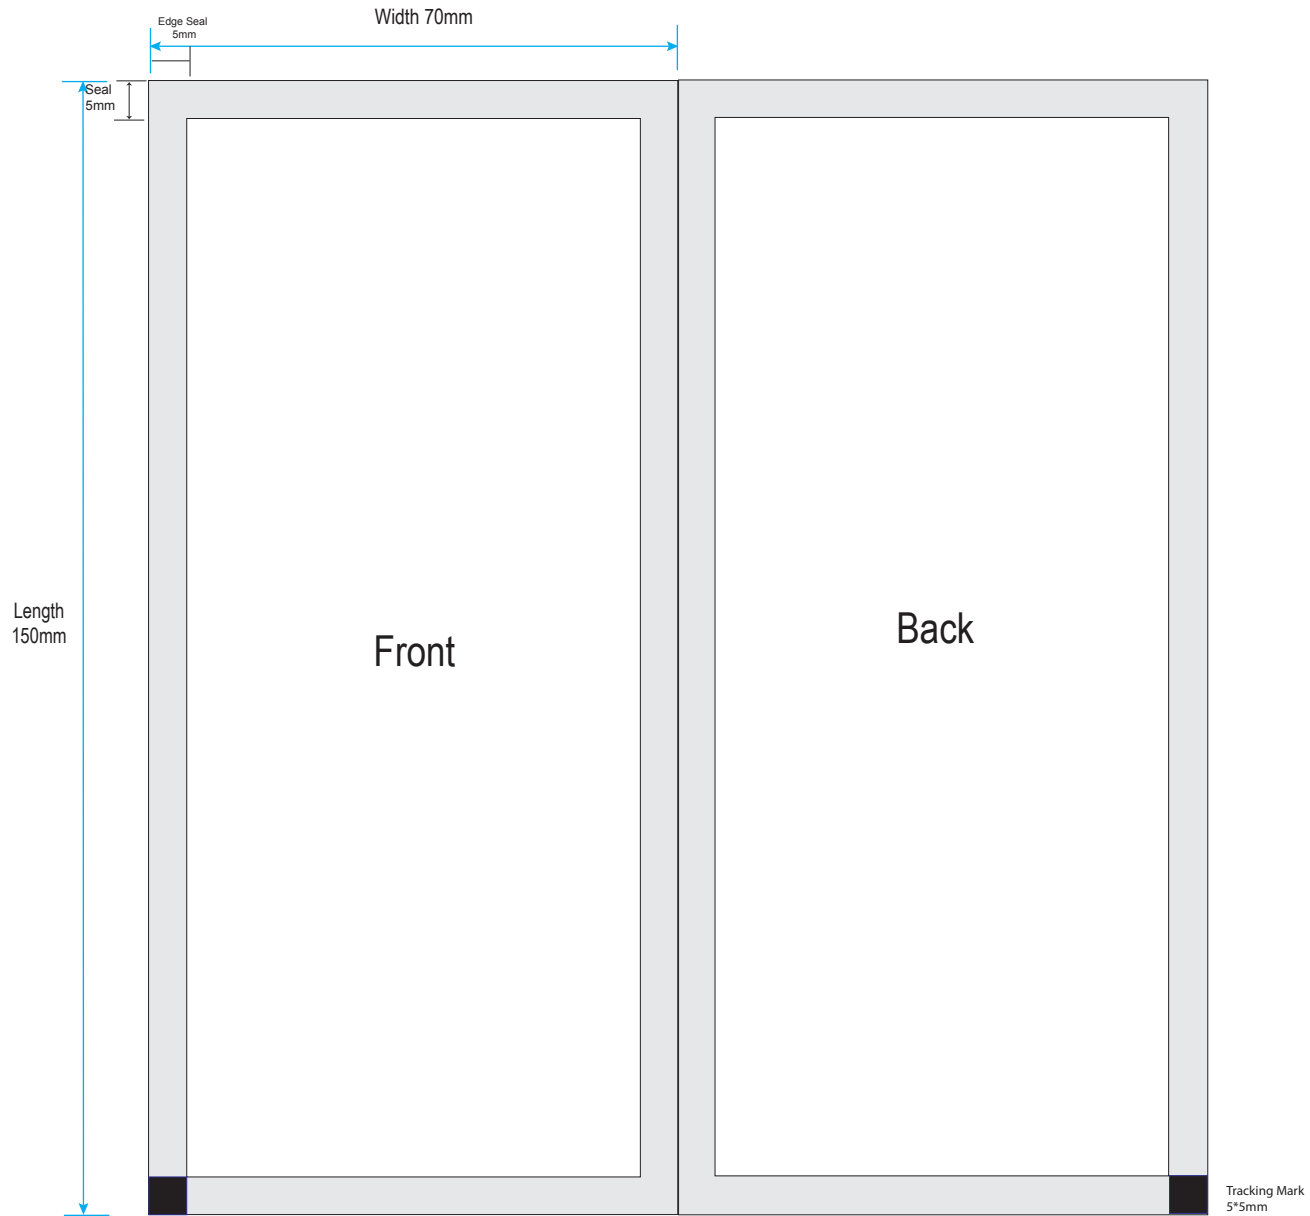 Edge Seal
5mm
Width 70mm
Seal
5mm
Length
150mm
Front
Back
Tracking Mark
5*5mm